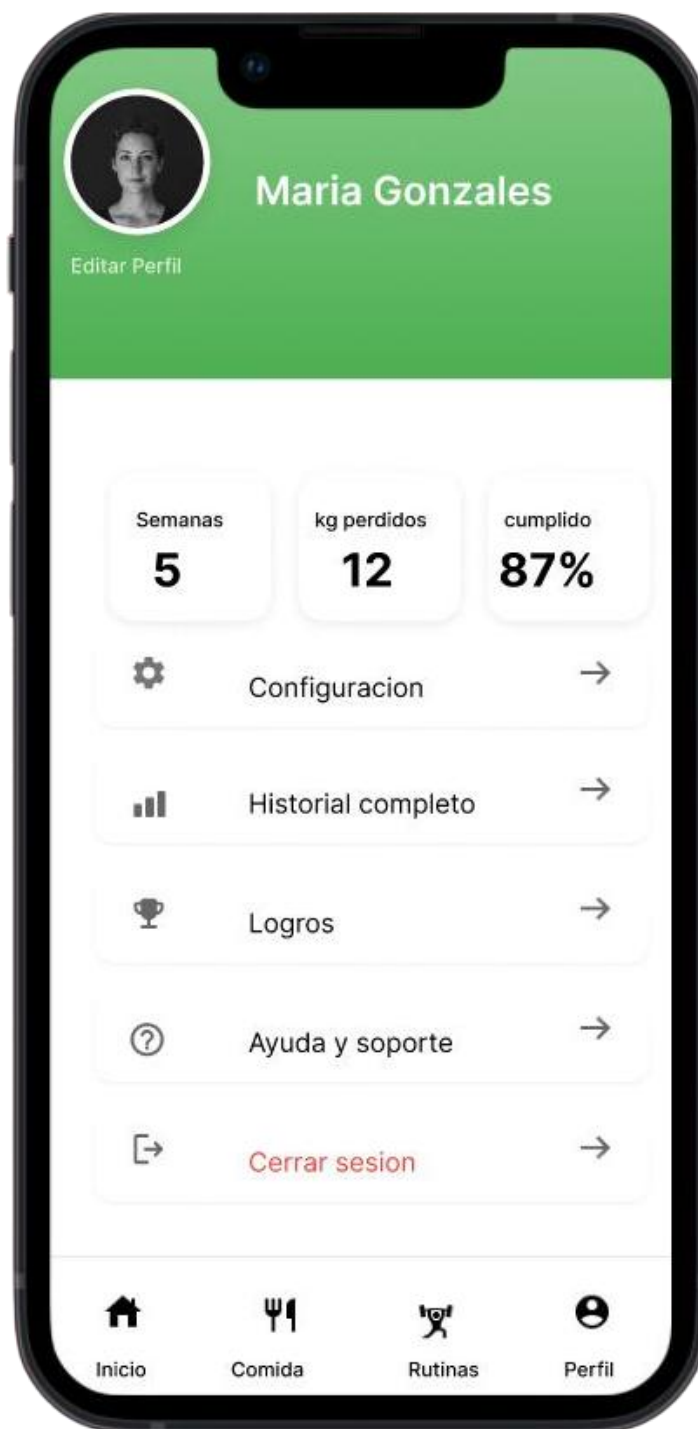 Maria Gonzales
Editar Perfil
Semanas kg perdidos cumplido
5 12 87%
Configuracion
Historial completo
Logros
Ayuda y soporte
Cerrar sesion
Inicio Comida Rutinas Perfil